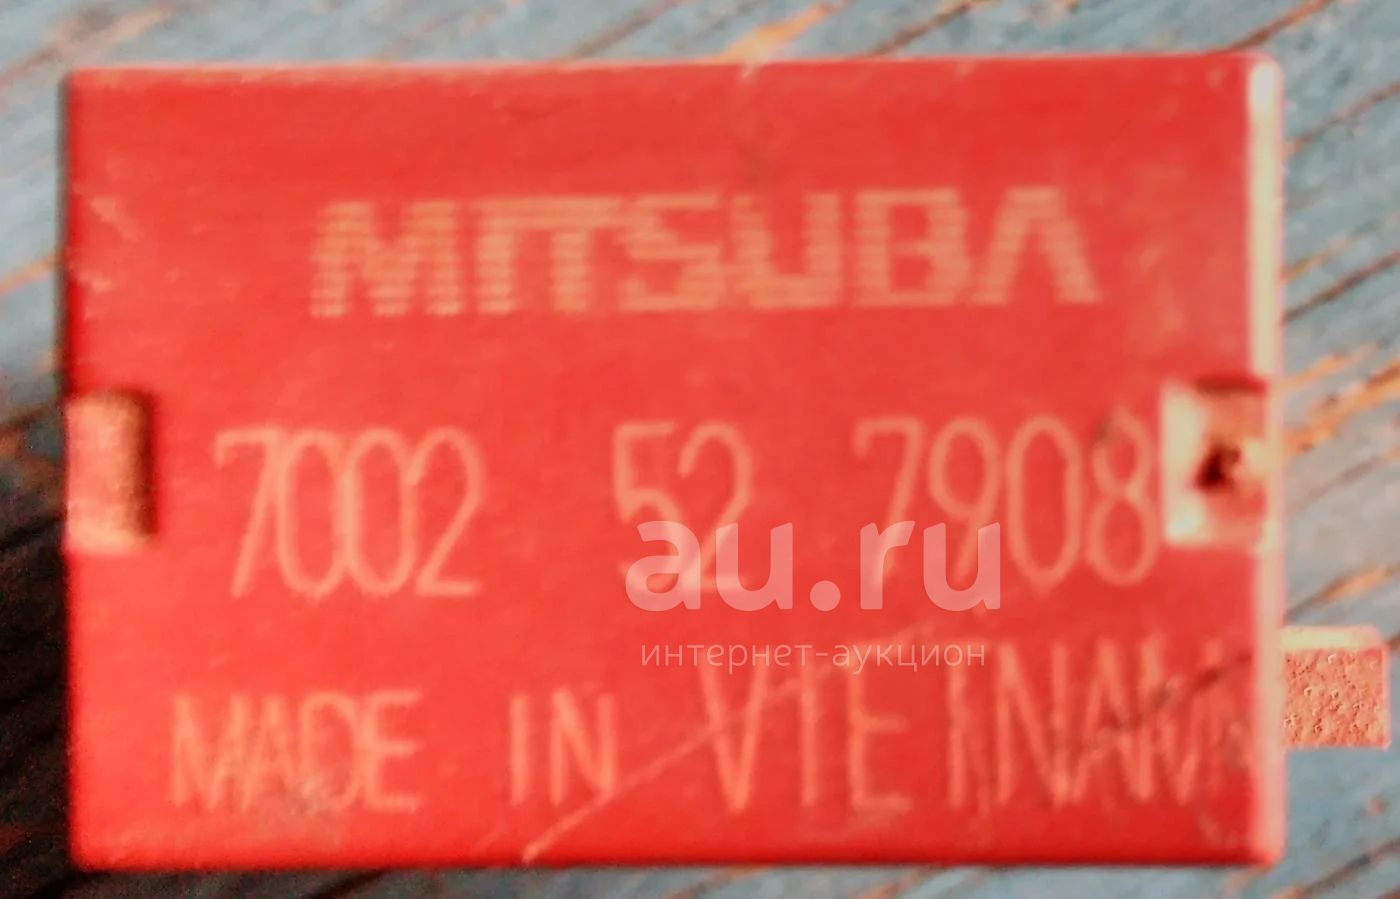 MITSUBA
7002 52 7908
au.ru
интернет-аукцион
MADE IN VIETNAM